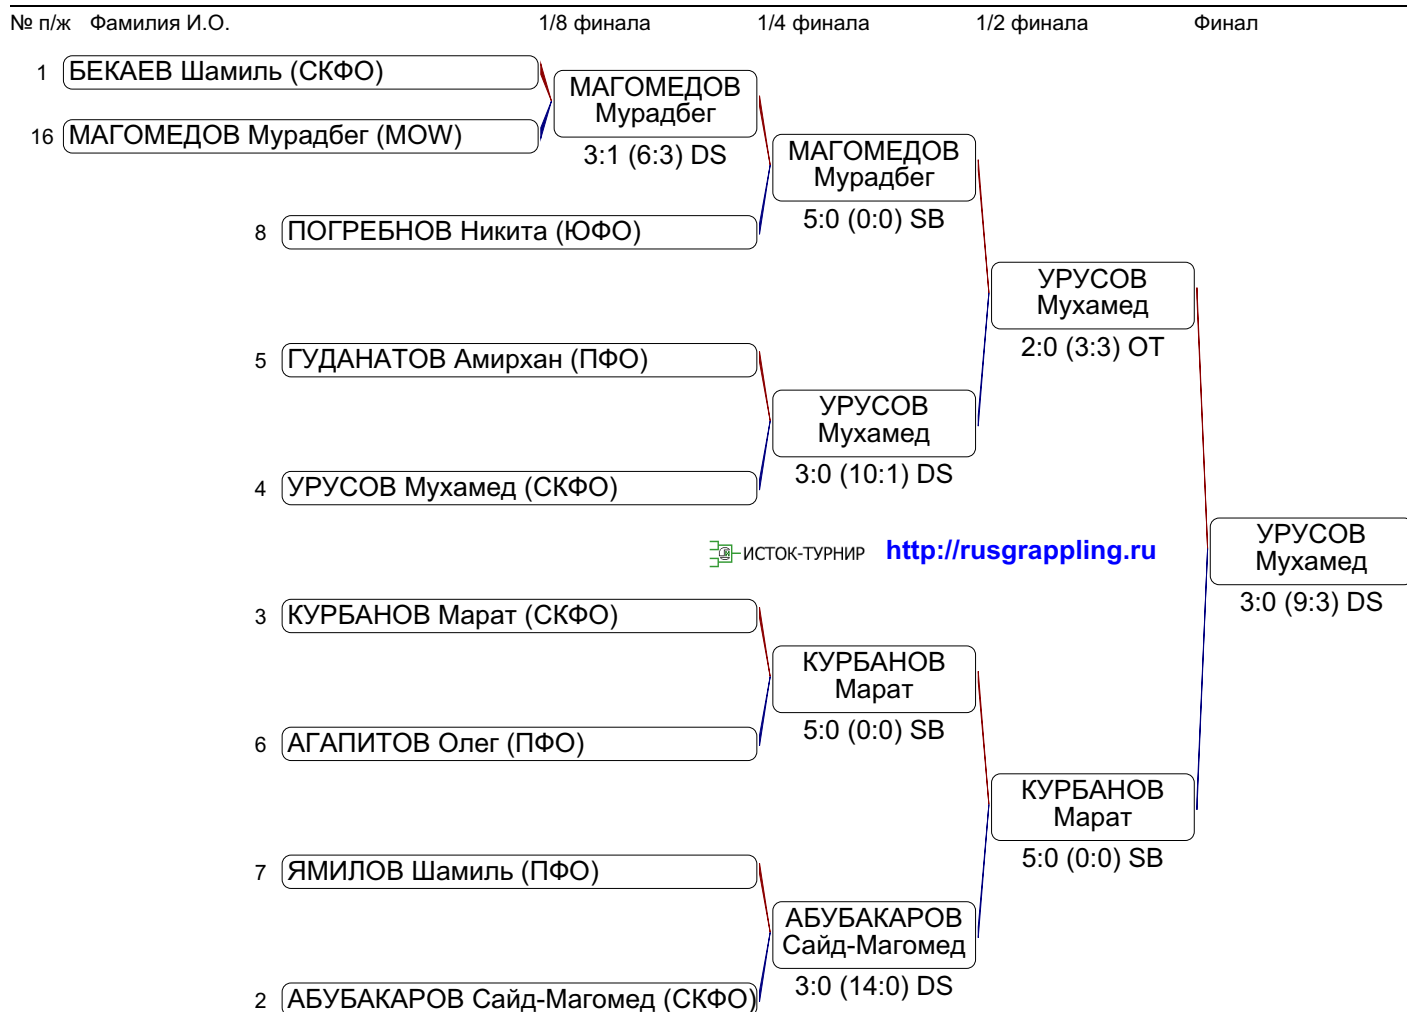 № п/ж Фамилия И.О. 1/8 финала 1/4 финала 1/2 финала Финал
1 БЕКАЕВ Шамиль (СКФО)
МАГОМЕДОВ
Мурадбег
3:1 (6:3) DS
16 МАГОМЕДОВ Мурадбег (MOW)
МАГОМЕДОВ
Мурадбег
5:0 (0:0) SB
8 ПОГРЕБНОВ Никита (ЮФО)
УРУСОВ
Мухамед
2:0 (3:3) OT
5 ГУДАНАТОВ Амирхан (ПФО)
УРУСОВ
Мухамед
3:0 (10:1) DS
4 УРУСОВ Мухамед (СКФО)
ИСТОК-ТУРНИР http://rusgrappling.ru
УРУСОВ
Мухамед
3:0 (9:3) DS
3 КУРБАНОВ Марат (СКФО)
КУРБАНОВ
Марат
5:0 (0:0) SB
6 АГАПИТОВ Олег (ПФО)
КУРБАНОВ
Марат
5:0 (0:0) SB
7 ЯМИЛОВ Шамиль (ПФО)
АБУБАКАРОВ
Сайд-Магомед
3:0 (14:0) DS
2 АБУБАКАРОВ Сайд-Магомед (СКФО)